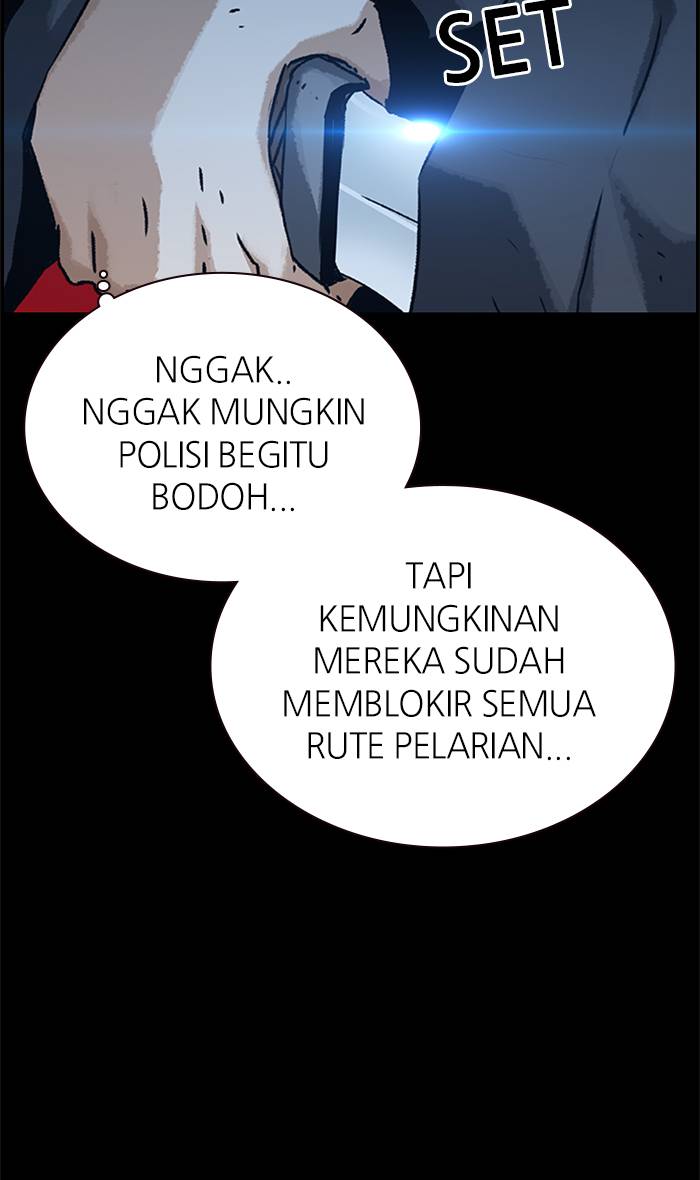 SET
NGGAK..
NGGAK MUNGKIN
POLISI BEGITU
BODOH...
TAPI
KEMUNGKINAN
MEREKA SUDAH
MEMBLOKIR SEMUA
RUTE PELARIAN...